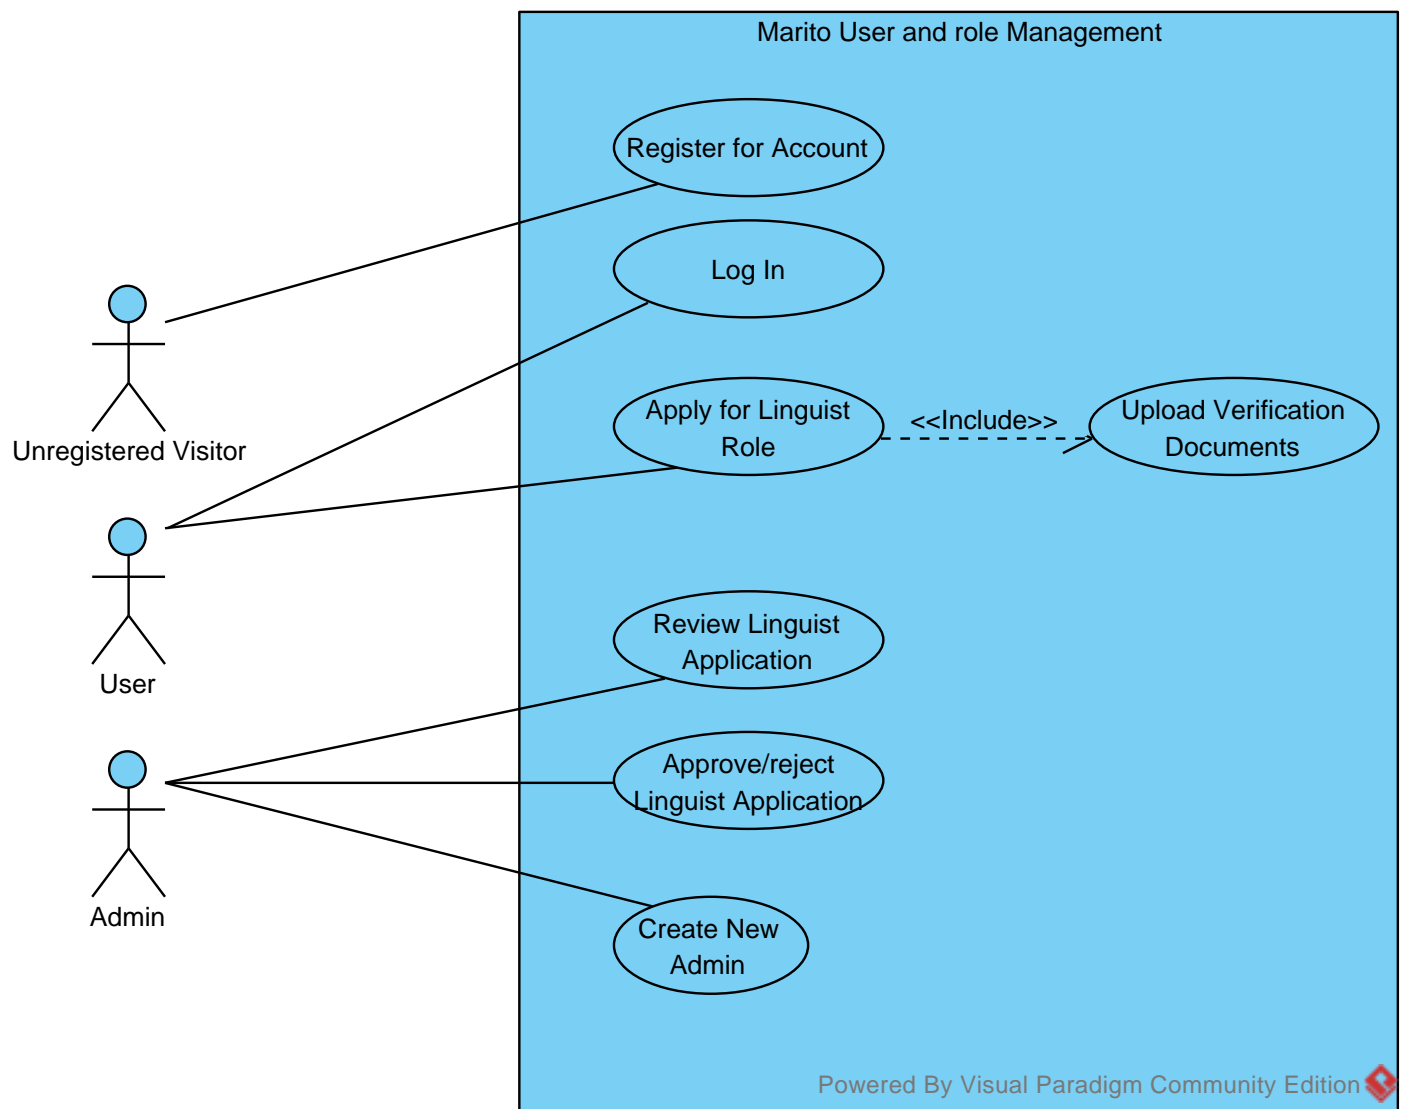 Marito User and role Management
Register for Account
Log In
Unregistered Visitor
Apply for Linguist
Role
<<Include>>
Upload Verification
Documents
User
Review Linguist
Application
Approve/reject
Linguist Application
Admin
Create New
Admin
Powered By Visual Paradigm Community Edition